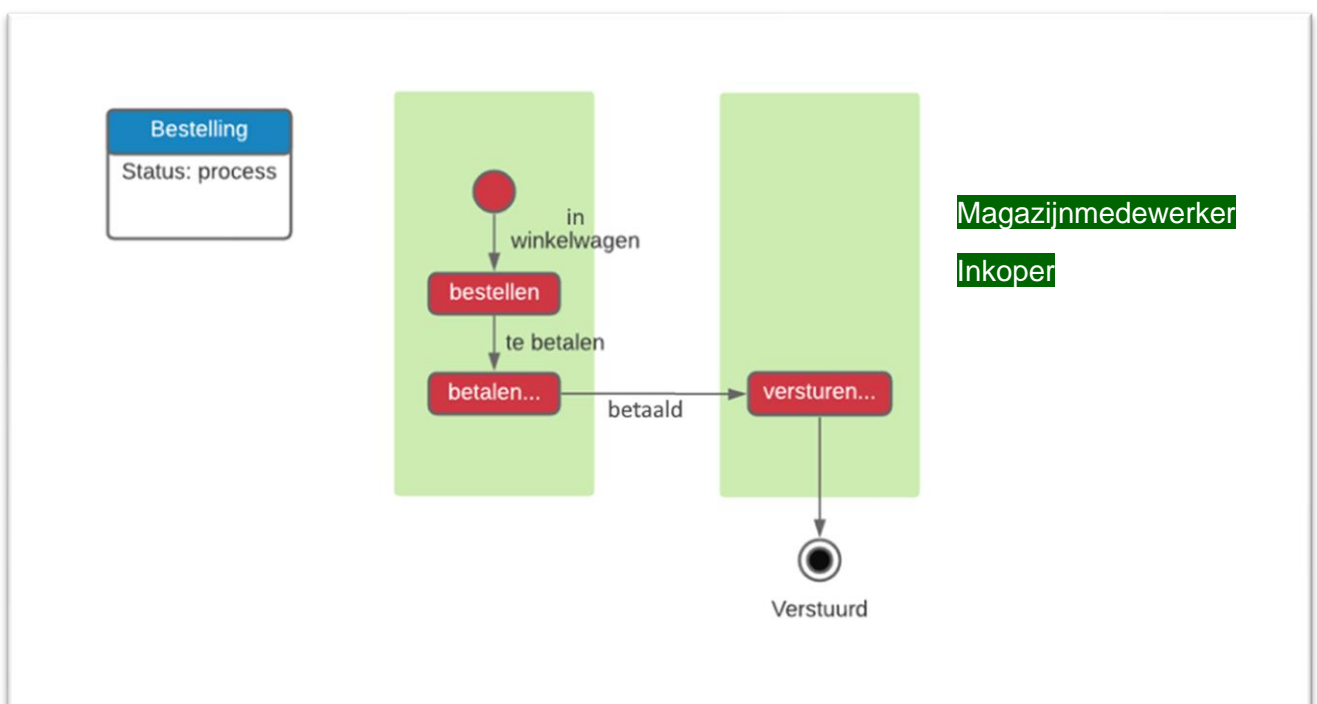 Bestelling
Status: process
in
winkelwagen
bestellen
te betalen
betalen...
betaald
versturen...
Verstuurd
Magazijnmedewerker
Inkoper